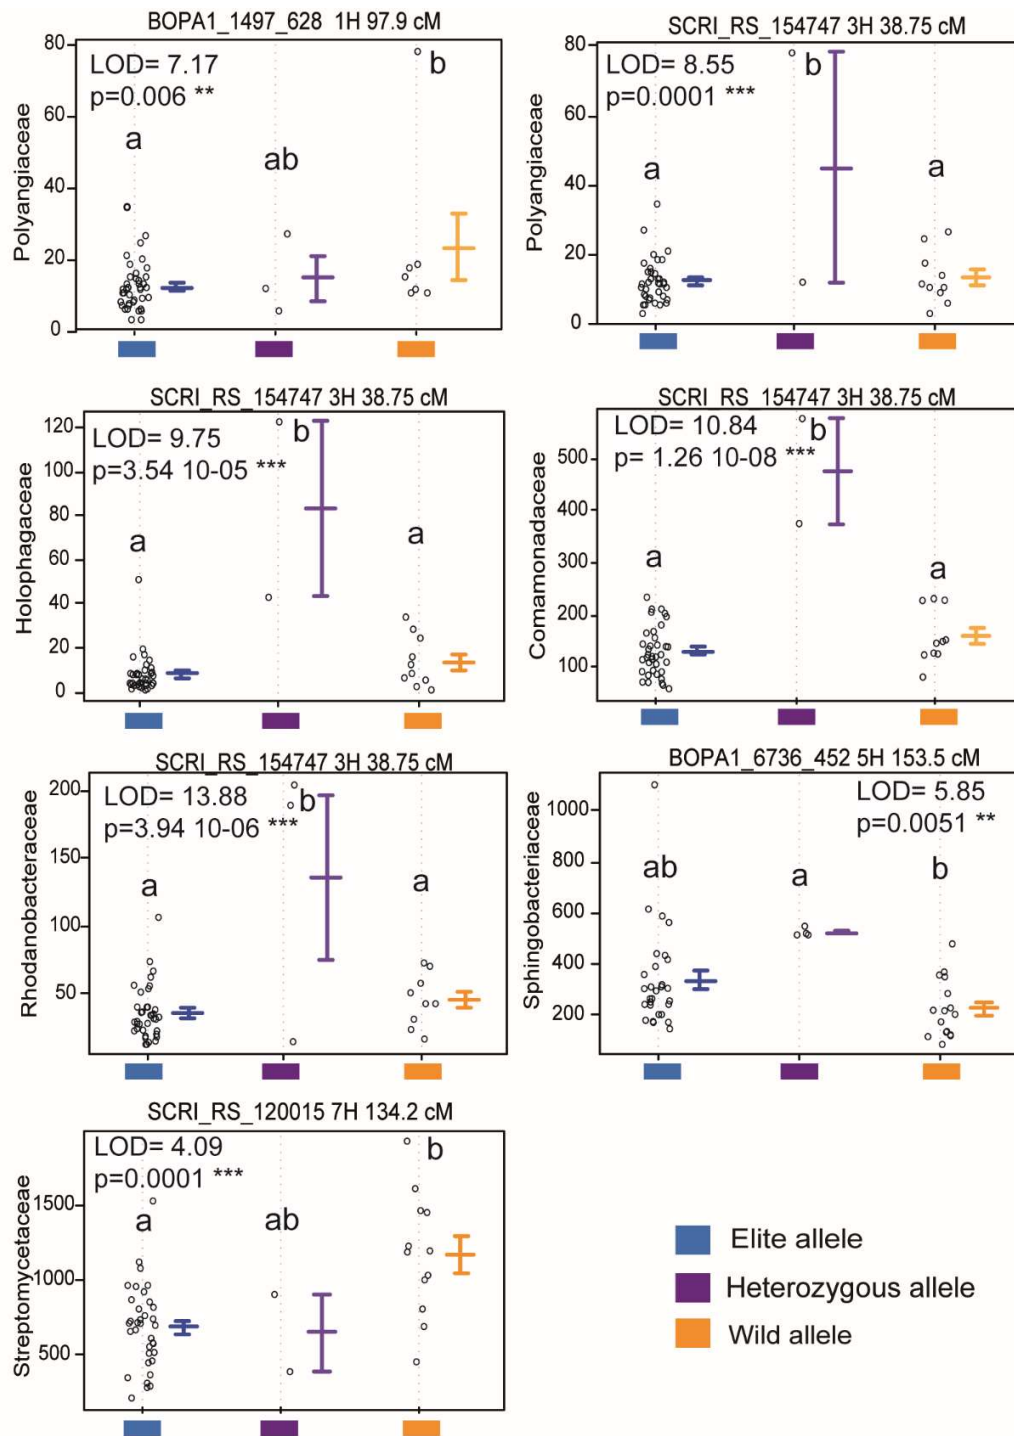 BOPA1_1497_628 1H 97.9 cM
LOD= 7.17
p=0.006 **
a
ab
b
Polyangiaceae
80
60
40
20
0
SCRI_RS_154747 3H 38.75 cM
LOD= 8.55
p=0.0001 ***
a
b
a
Polyangiaceae
80
60
40
20
0
SCRI_RS_154747 3H 38.75 cM
LOD= 9.75
p=3.54 10-05 ***
a
b
a
Holophagaceae
120
100
80
60
40
20
0
SCRI_RS_154747 3H 38.75 cM
LOD= 10.84
p= 1.26 10-08 ***
a
b
a
Comamonadaceae
500
400
300
200
100
SCRI_RS_154747 3H 38.75 cM
LOD= 13.88
p=3.94 10-06 ***
a
b
a
Rhodanobacteraceae
200
150
100
50
BOPA1_6736_452 5H 153.5 cM
LOD= 5.85
p=0.0051 **
ab
a
b
Sphingobacteriaceae
1000
800
600
400
200
SCRI_RS_120015 7H 134.2 cM
LOD= 4.09
p=0.0001 ***
a
ab
b
Streptomycetaceae
1500
1000
500
Elite allele
Heterozygous allele
Wild allele